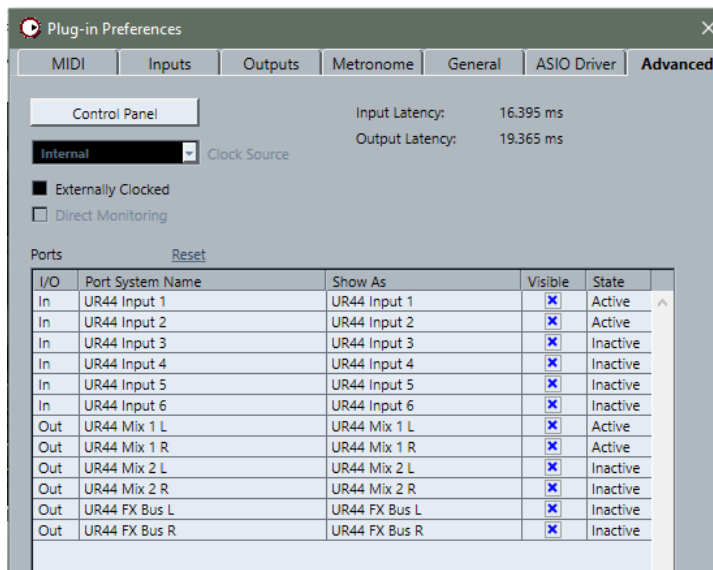 Plug-in Preferences
MIDI Inputs Outputs Metronome General ASIO Driver Advanced
Control Panel Input Latency: 16.395 ms
Output Latency: 19.365 ms
Internal Clock Source
Externally Clocked
Direct Monitoring
Ports Reset
I/O Port System Name Show As Visible State
In UR44 Input 1 UR44 Input 1 Active
In UR44 Input 2 UR44 Input 2 Active
In UR44 Input 3 UR44 Input 3 Inactive
In UR44 Input 4 UR44 Input 4 Inactive
In UR44 Input 5 UR44 Input 5 Inactive
In UR44 Input 6 UR44 Input 6 Inactive
Out UR44 Mix 1 L UR44 Mix 1 L Active
Out UR44 Mix 1 R UR44 Mix 1 R Active
Out UR44 Mix 2 L UR44 Mix 2 L Inactive
Out UR44 Mix 2 R UR44 Mix 2 R Inactive
Out UR44 FX Bus L UR44 FX Bus L Inactive
Out UR44 FX Bus R UR44 FX Bus R Inactive